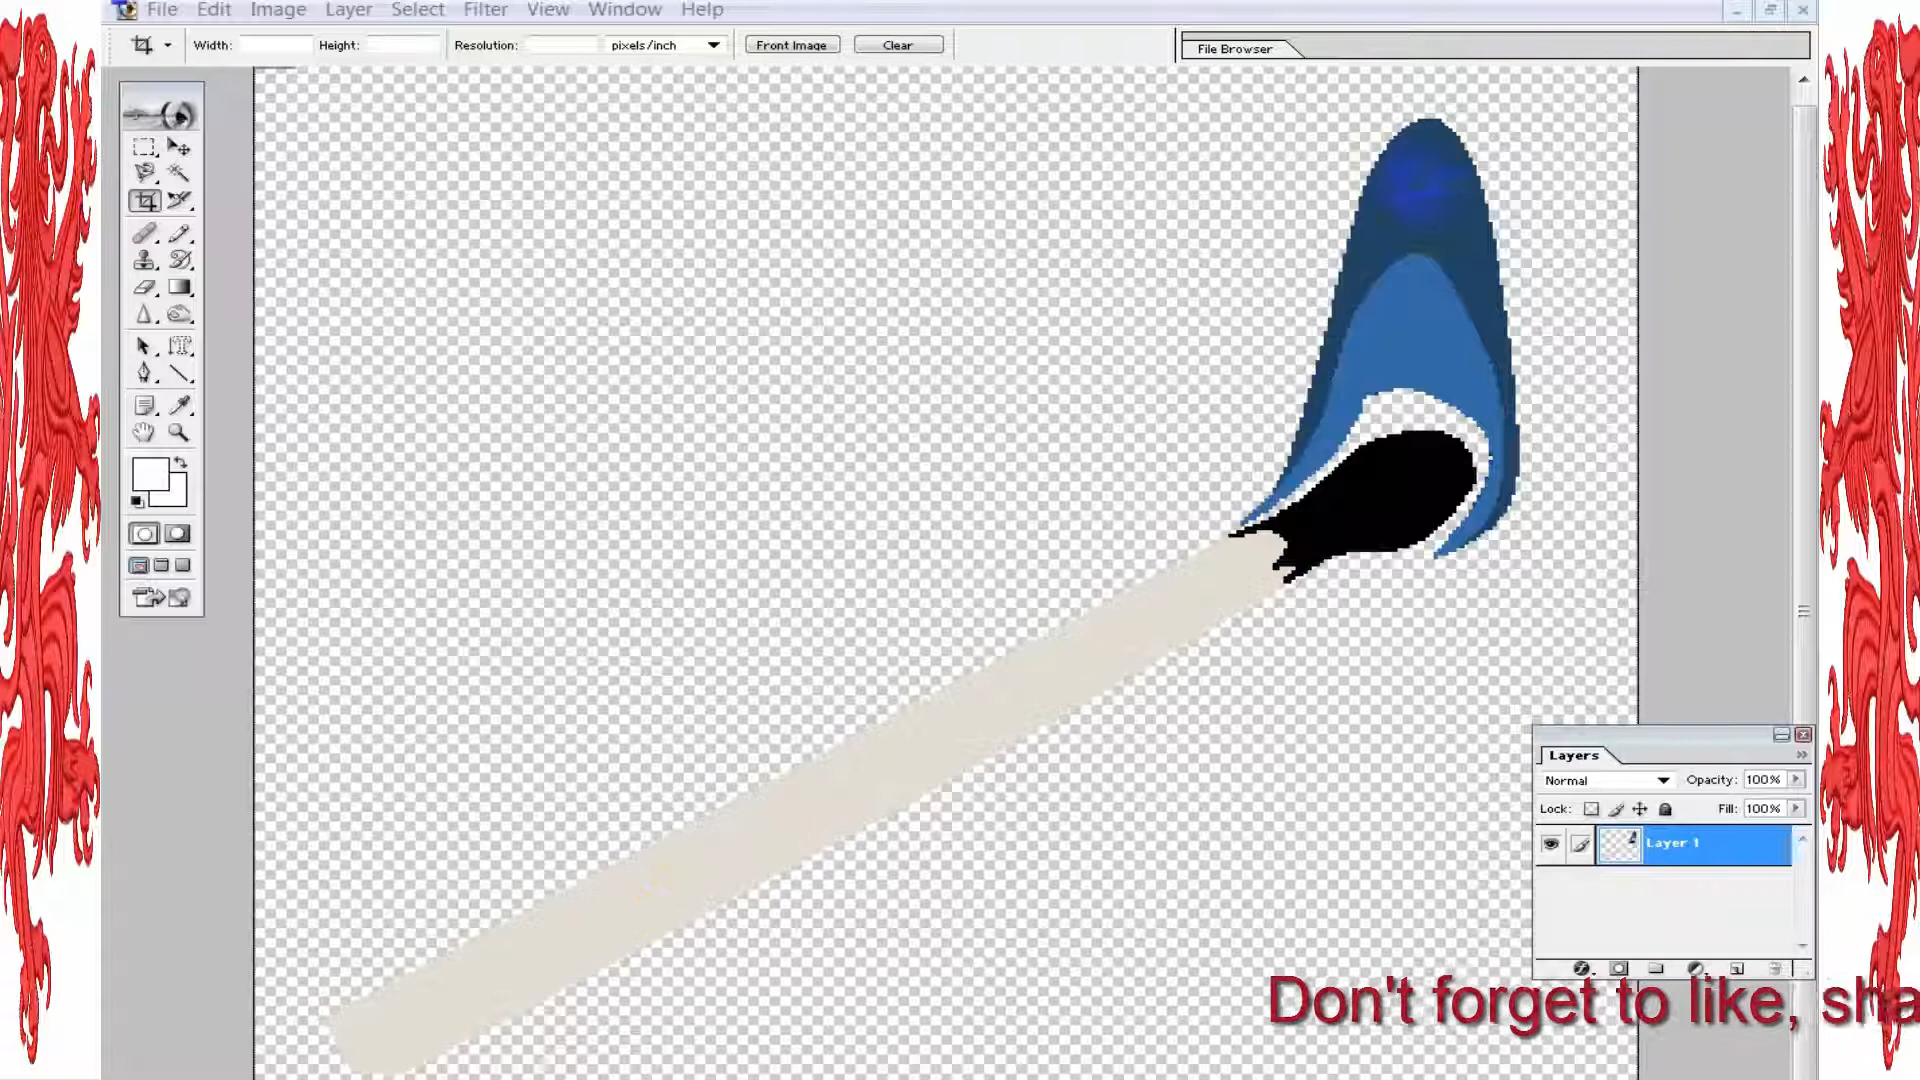 File Edit Image Layer Select Filter View Window Help
Width: Height: Resolution: pixels/inch Front Image Clear File Browser
Layers
Normal Opacity: 100%
Lock: Fill: 100%
Layer 1
Don't forget to like, sha